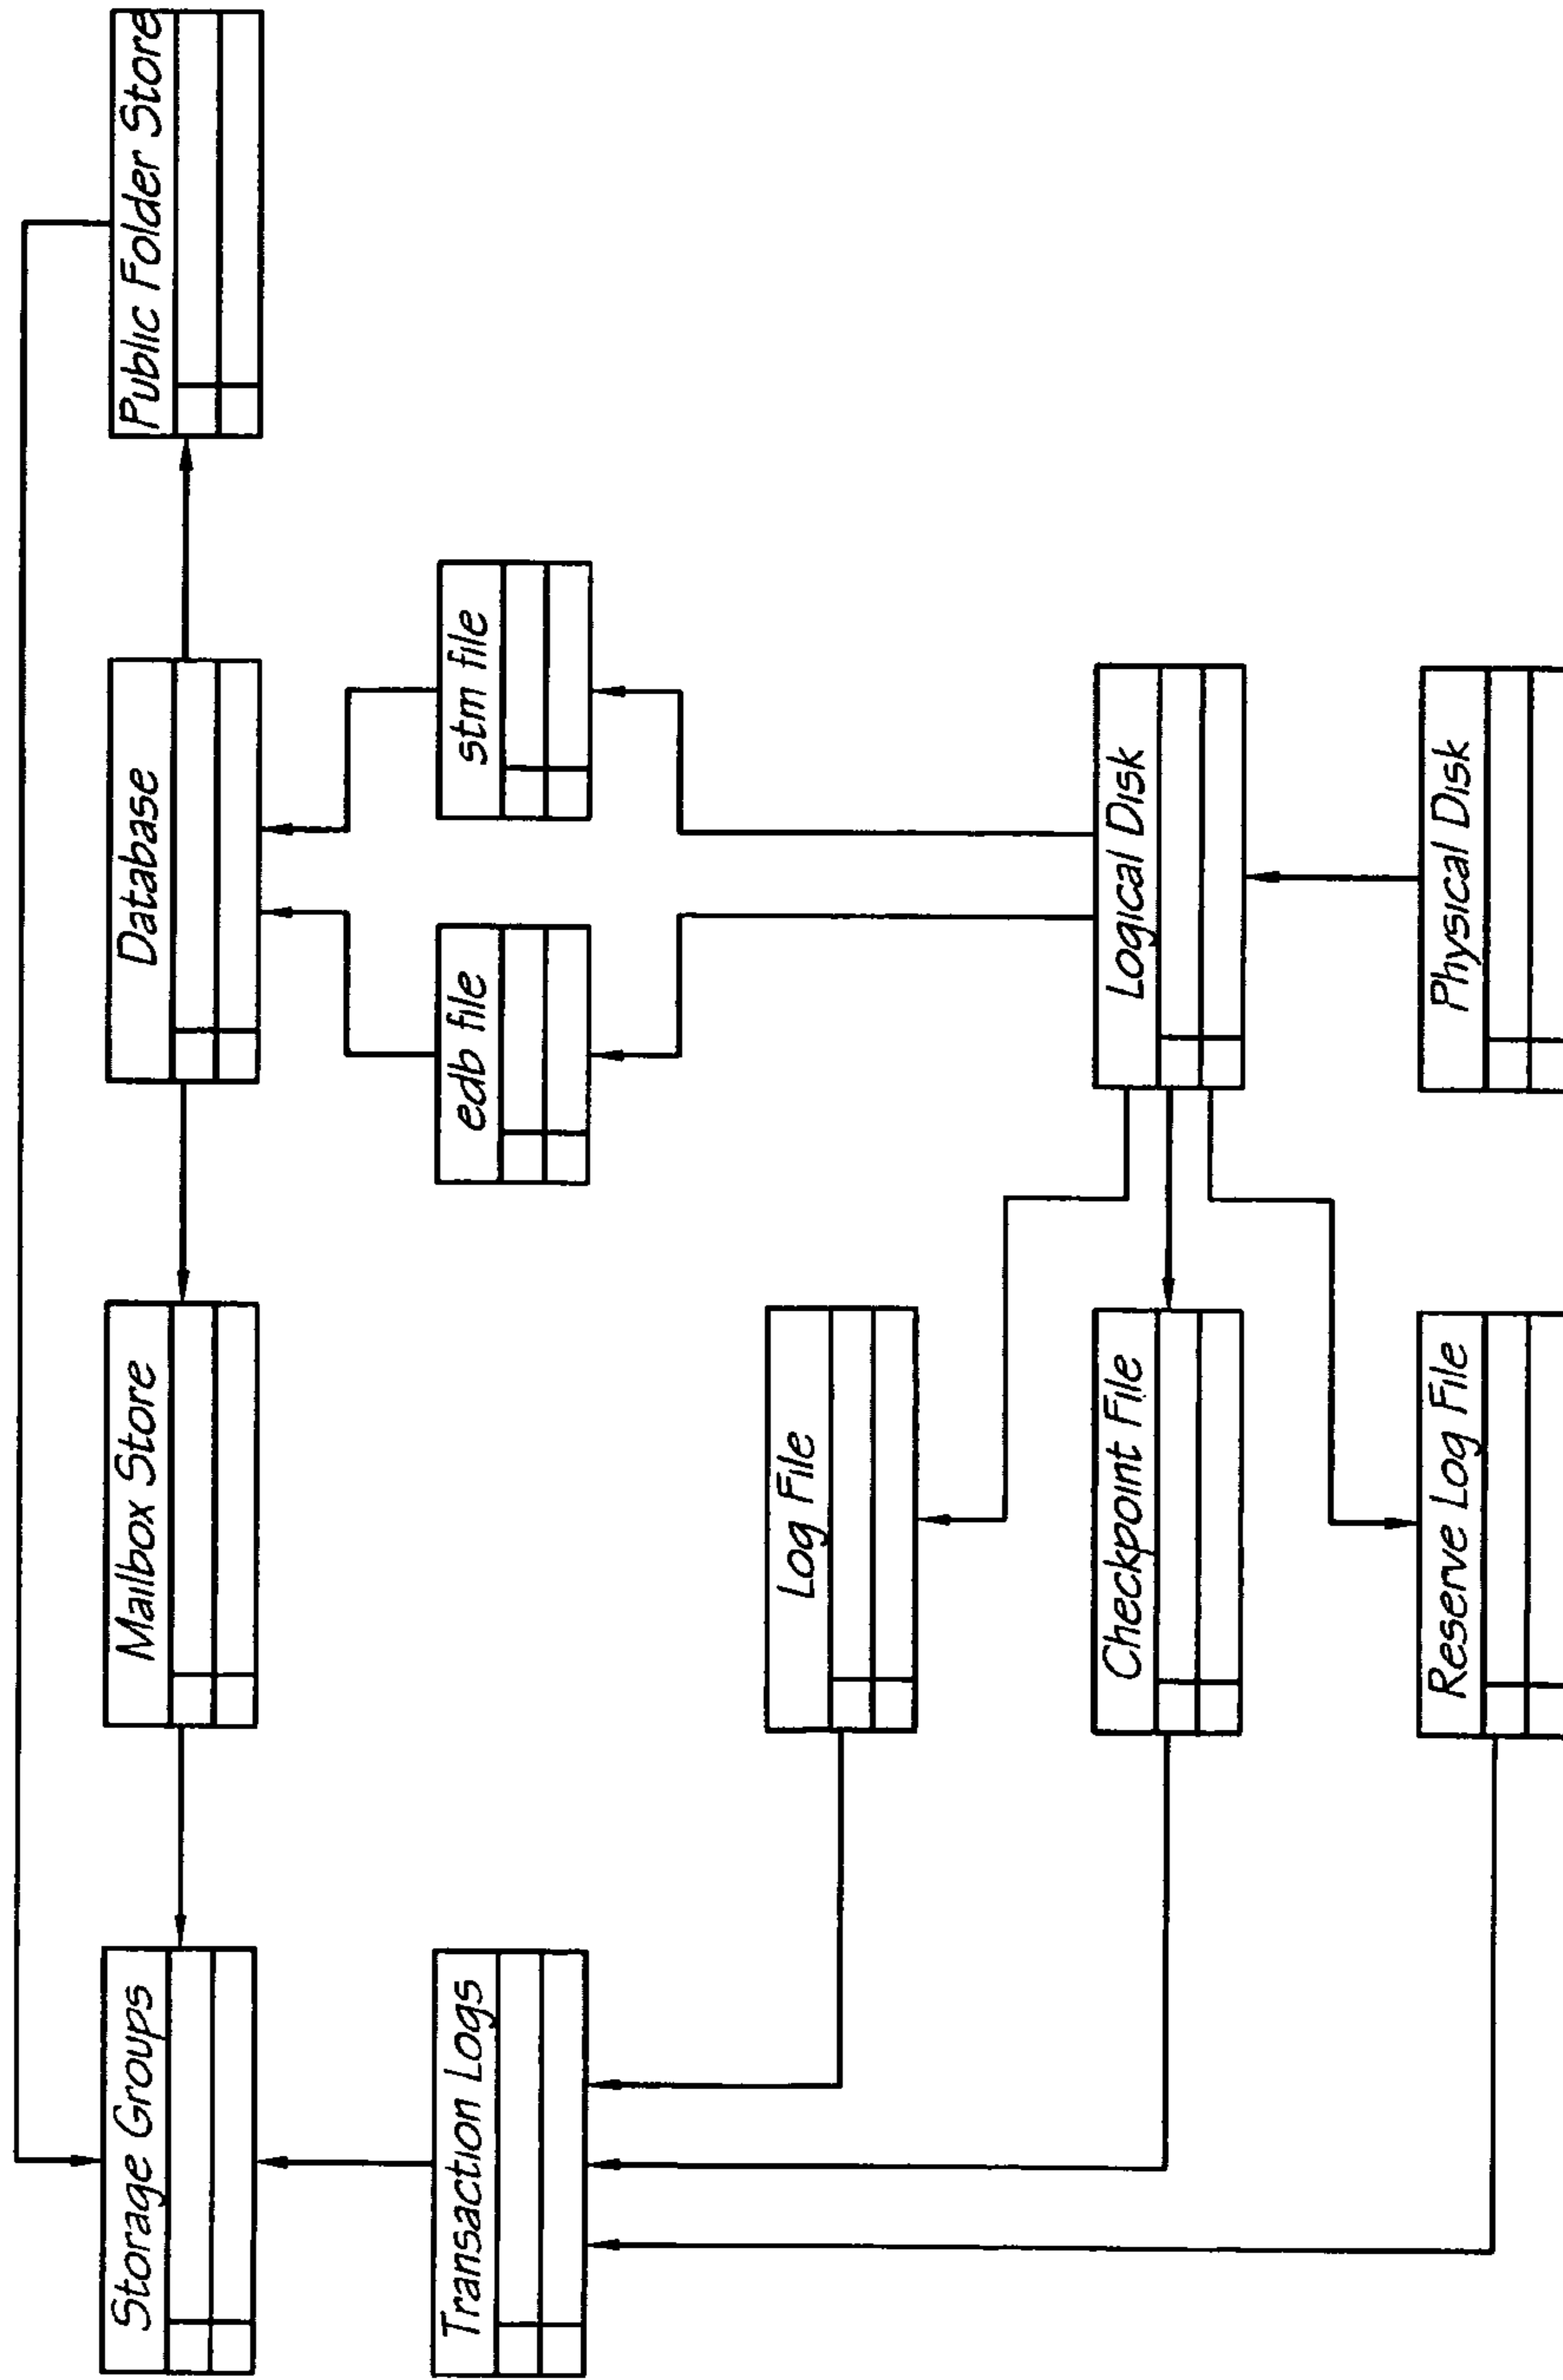 Storage Groups
Mailbox Store
Database
Public Folder Store
Transaction Logs
edb file
stm file
Log File
Checkpoint File
Logical Disk
Reserve Log File
Physical Disk